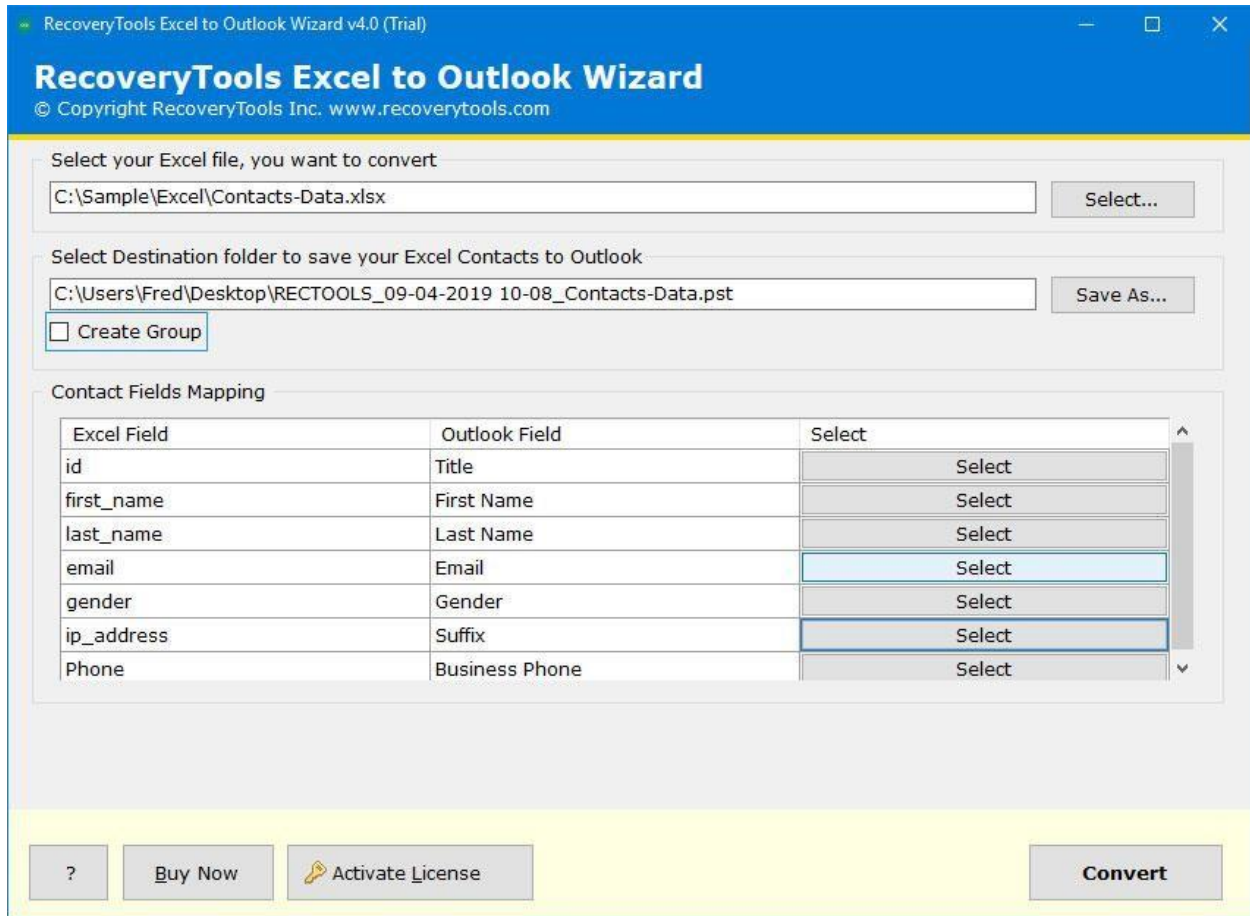 RecoveryTools Excel to Outlook Wizard v4.0 (Trial)
RecoveryTools Excel to Outlook Wizard
© Copyright RecoveryTools Inc. www.recoverytools.com
Select your Excel file, you want to convert
C:\Sample\Excel\Contacts-Data.xlsx Select...
Select Destination folder to save your Excel Contacts to Outlook
C:\Users\Fred\Desktop\RECTOOLS_09-04-2019 10-08_Contacts-Data.pst Save As...
Create Group
Contact Fields Mapping
Excel Field Outlook Field Select
id Title Select
first_name First Name Select
last_name Last Name Select
email Email Select
gender Gender Select
ip_address Suffix Select
Phone Business Phone Select
? Buy Now Activate License Convert